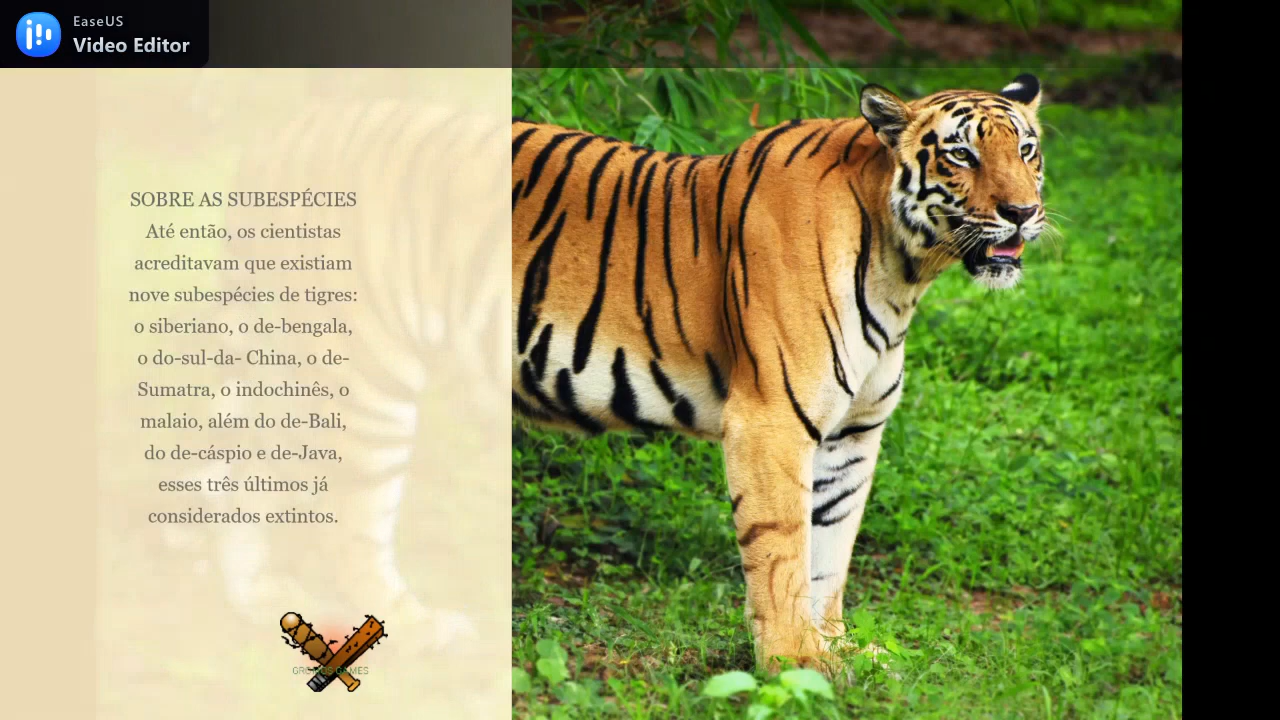 EaseUS
Video Editor
SOBRE AS SUBESPÉCIES
Até então, os cientistas
acreditavam que existiam
nove subespécies de tigres:
o siberiano, o de-bengala,
o do-sul-da- China, o de-
Sumatra, o indochinês, o
malaio, além do de-Bali,
do de-cáspio e de-Java,
esses três últimos já
considerados extintos.